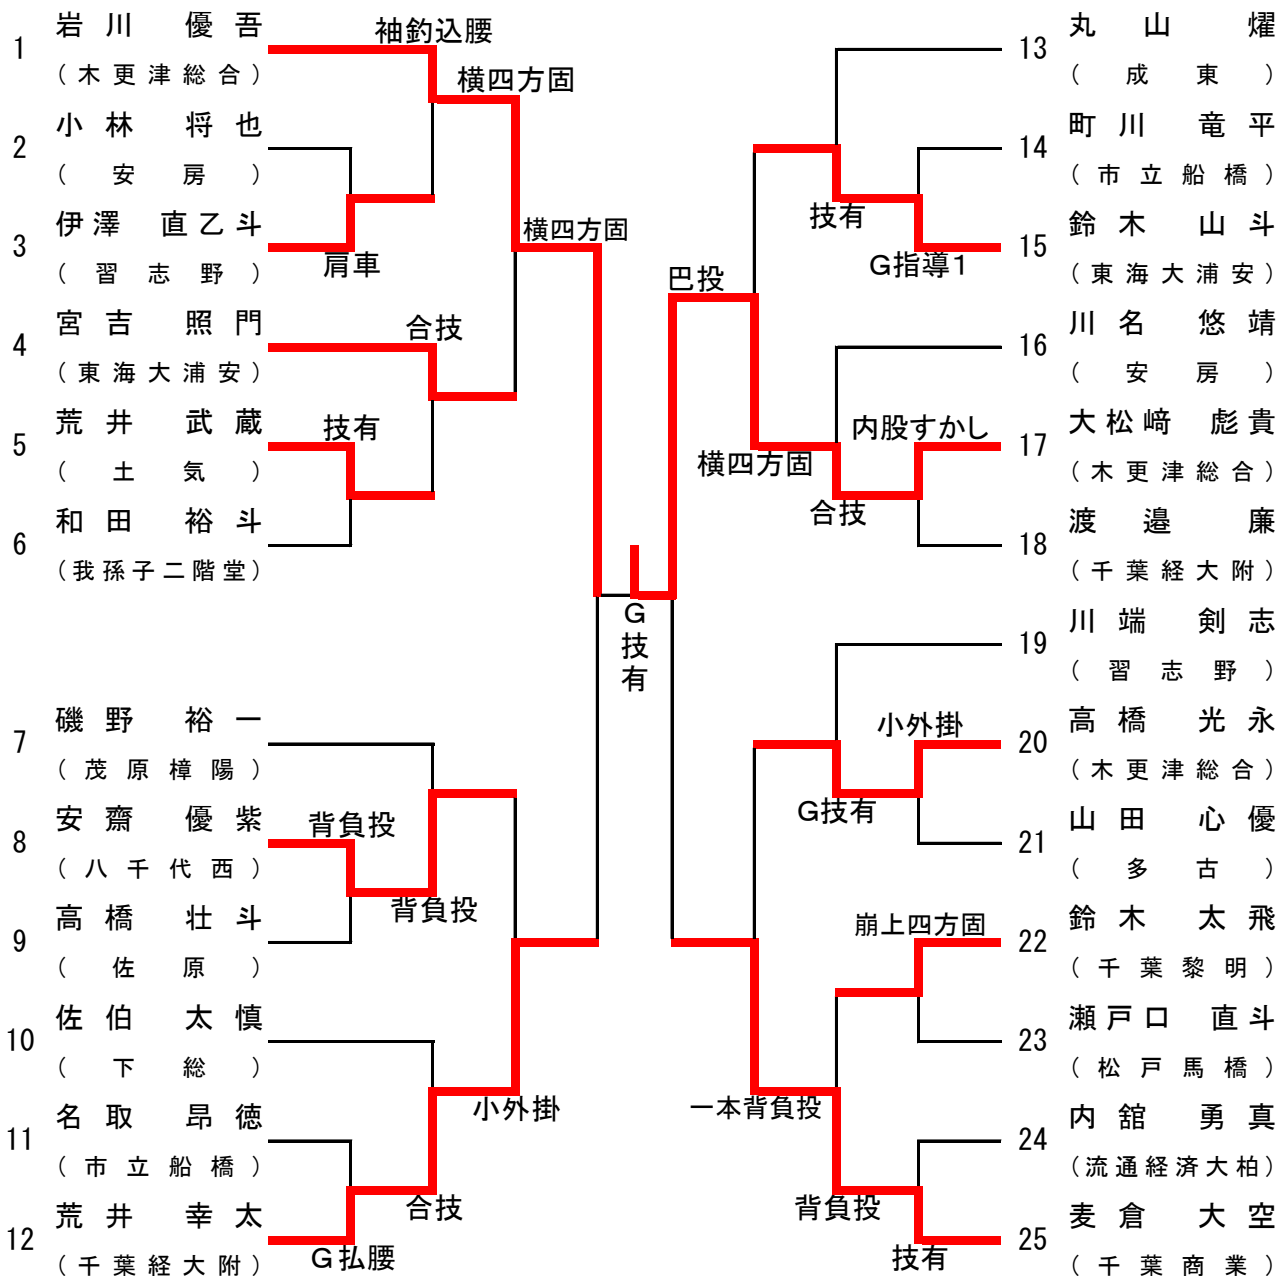 1 岩川 優吾
(木更津総合)
2 小林 将也
(安房)
3 伊澤 直乙斗
(習志野)
4 宮吉 照門
(東海大浦安)
5 荒井 武蔵
(土気)
6 和田 裕斗
(我孫子二階堂)
7 磯野 裕一
(茂原樟陽)
8 安齋 優紫
(八千代西)
9 高橋 壮斗
(佐原)
10 佐伯 太慎
(下総)
11 名取 昂徳
(市立船橋)
12 荒井 幸太
(千葉経大附)
袖釣込腰
横四方固
肩車
横四方固
合技
技有
背負投
背負投
小外掛
合技
G払腰
G技有
巴投
技有
G指導1
内股すかし
横四方固
合技
小外掛
G技有
崩上四方固
一本背負投
背負投
技有
13 丸山 燿
(成東)
14 町川 竜平
(市立船橋)
15 鈴木 山斗
(東海大浦安)
16 川名 悠靖
(安房)
17 大松﨑 彪貴
(木更津総合)
18 渡邉 廉
(千葉経大附)
19 川端 剣志
(習志野)
20 高橋 光永
(木更津総合)
21 山田 心優
(多古)
22 鈴木 太飛
(千葉黎明)
23 瀬戸口 直斗
(松戸馬橋)
24 内舘 勇真
(流通経済大柏)
25 麦倉 大空
(千葉商業)